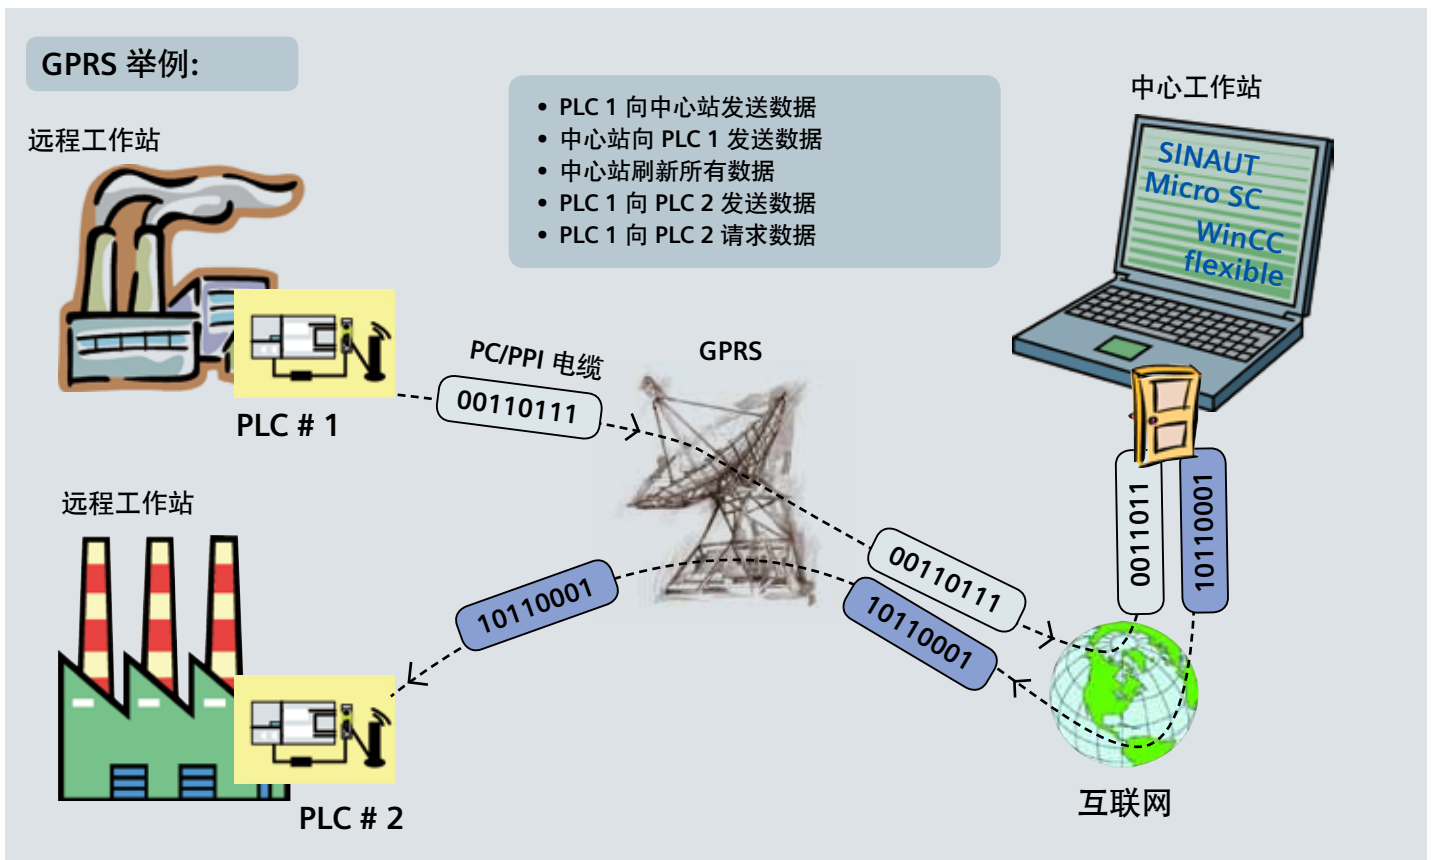 GPRS 举例:
远程工作站
• PLC 1 向中心站发送数据
• 中心站向 PLC 1 发送数据
• 中心站刷新所有数据
• PLC 1 向 PLC 2 发送数据
• PLC 1 向 PLC 2 请求数据
中心工作站
SINAUT
Micro SC
WinCC
flexible
PC/PPI 电缆
00110111
GPRS
PLC # 1
远程工作站
10110001
00110111
10110001
0011011
10110001
PLC # 2
互联网